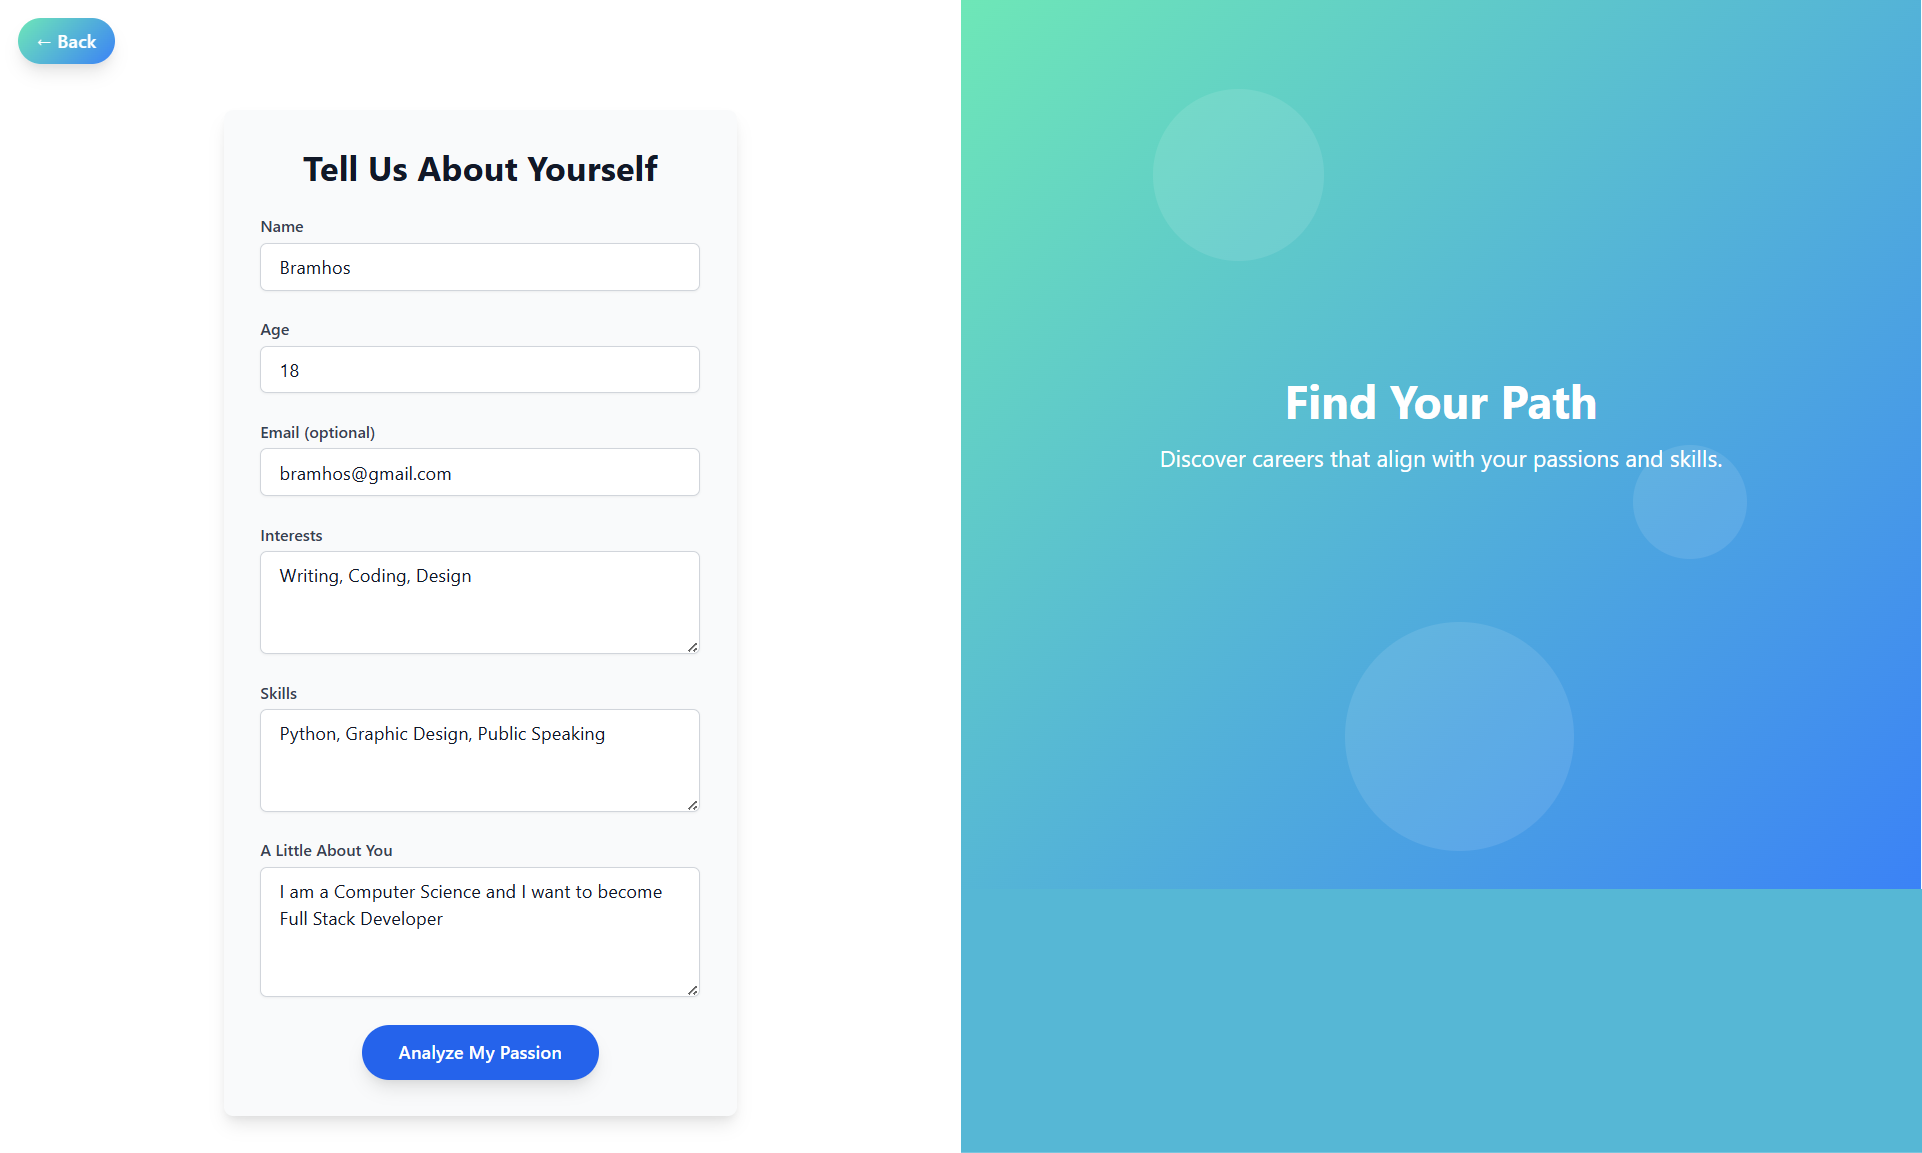 ← Back
Tell Us About Yourself
Name
Bramhos
Age
18
Email (optional)
bramhos@gmail.com
Interests
Writing, Coding, Design
Skills
Python, Graphic Design, Public Speaking
A Little About You
I am a Computer Science and I want to become
Full Stack Developer
Analyze My Passion
Find Your Path
Discover careers that align with your passions and skills.